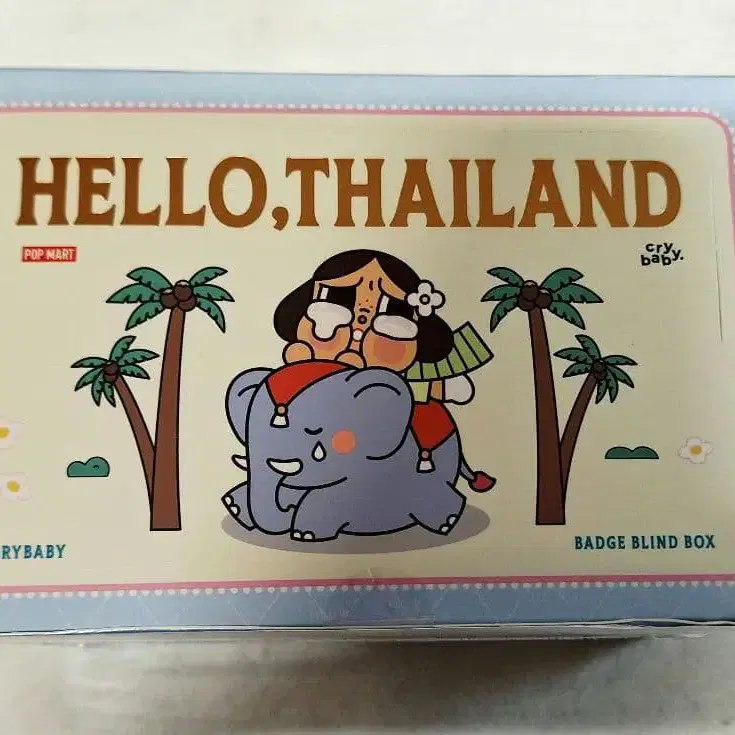 HELLO,THAILAND
POP MART
cry
baby.
RYBABY
BADGE BLIND BOX